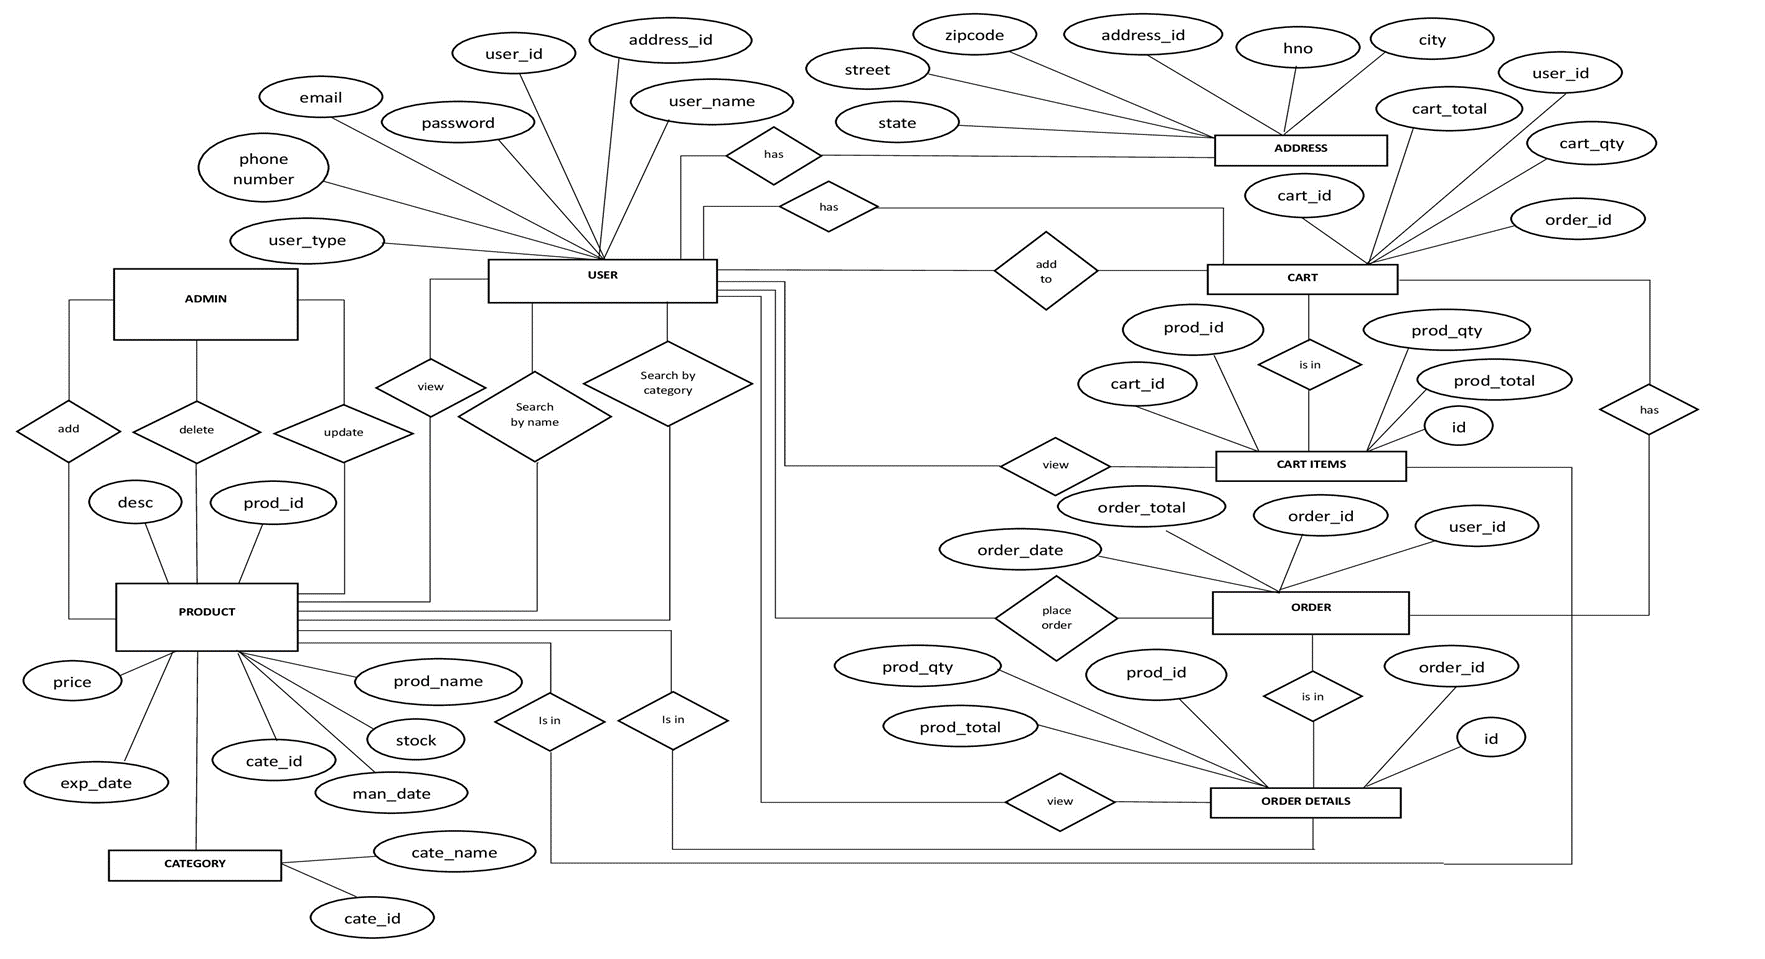 zipcode
address_id
hno
city
user_id
address_id
street
user_id
email
user_name
cart_total
password
state
cart_qty
phone
number
has
ADDRESS
has
cart_id
order_id
user_type
USER
add
to
CART
ADMIN
prod_id
prod_qty
is in
view
Search by
category
cart_id
prod_total
Search
by name
has
add
delete
update
id
view
CART ITEMS
desc
prod_id
order_total
order_id
user_id
order_date
PRODUCT
place
order
ORDER
price
prod_name
prod_qty
prod_id
order_id
is in
Is in
Is in
stock
prod_total
id
cate_id
exp_date
man_date
view
ORDER DETAILS
cate_name
CATEGORY
cate_id